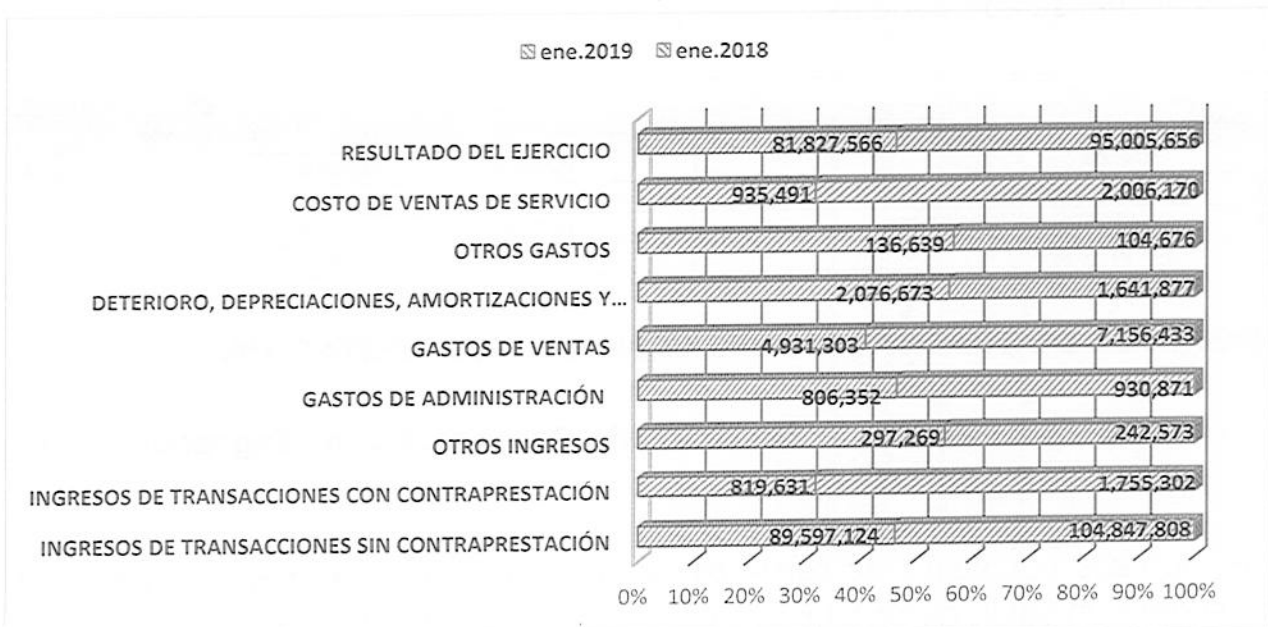 ene.2019 ene.2018
RESULTADO DEL EJERCICIO 81,827,566 95,005,656
COSTO DE VENTAS DE SERVICIO 935,491 2,006,170
OTROS GASTOS 136,639 104,676
DETERIORO, DEPRECIACIONES, AMORTIZACIONES Y... 2,076,673 1,641,877
GASTOS DE VENTAS 4,931,303 7,156,433
GASTOS DE ADMINISTRACIÓN 806,352 930,871
OTROS INGRESOS 297,269 242,573
INGRESOS DE TRANSACCIONES CON CONTRAPRESTACIÓN 819,631 1,755,302
INGRESOS DE TRANSACCIONES SIN CONTRAPRESTACIÓN 89,597,124 104,847,808
0% 10% 20% 30% 40% 50% 60% 70% 80% 90% 100%